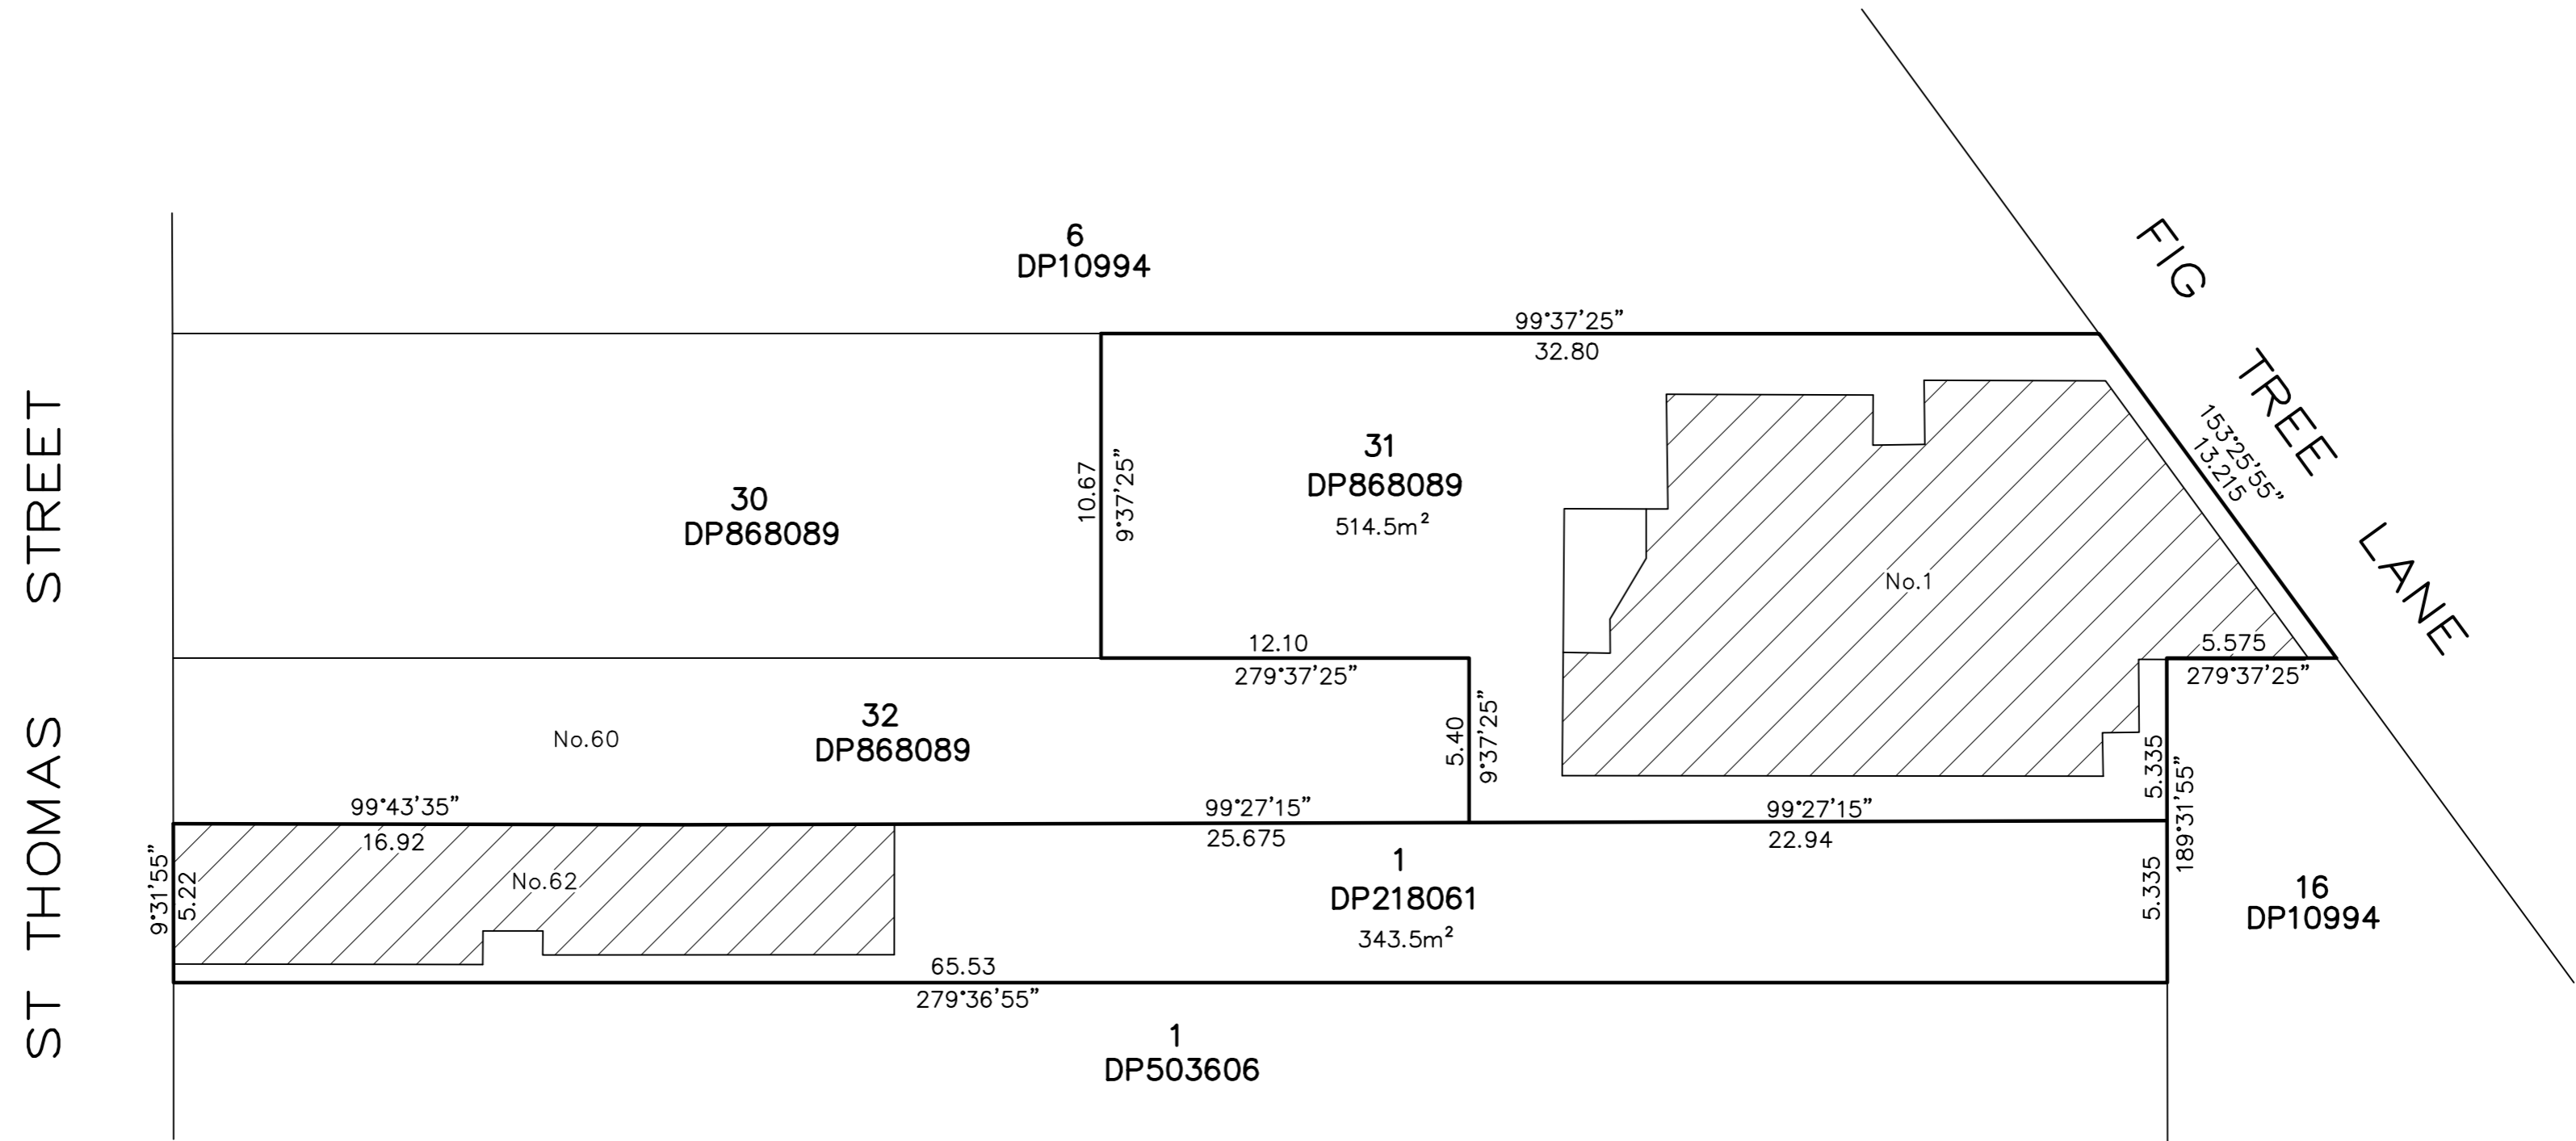 6
DP10994
FIG TREE LANE
99°37'25"
32.80
153°25'55"
13.215
31
DP868089
514.5m²
10.67
9°37'25"
30
DP868089
No.1
12.10
279°37'25"
5.575
279°37'25"
ST THOMAS STREET
32
DP868089
No.60
5.40
9°37'25"
5.335
189°31'55"
99°43'35"
16.92
99°27'15"
25.675
99°27'15"
22.94
9°31'55"
5.22
No.62
1
DP218061
343.5m²
5.335
16
DP10994
65.53
279°36'55"
1
DP503606